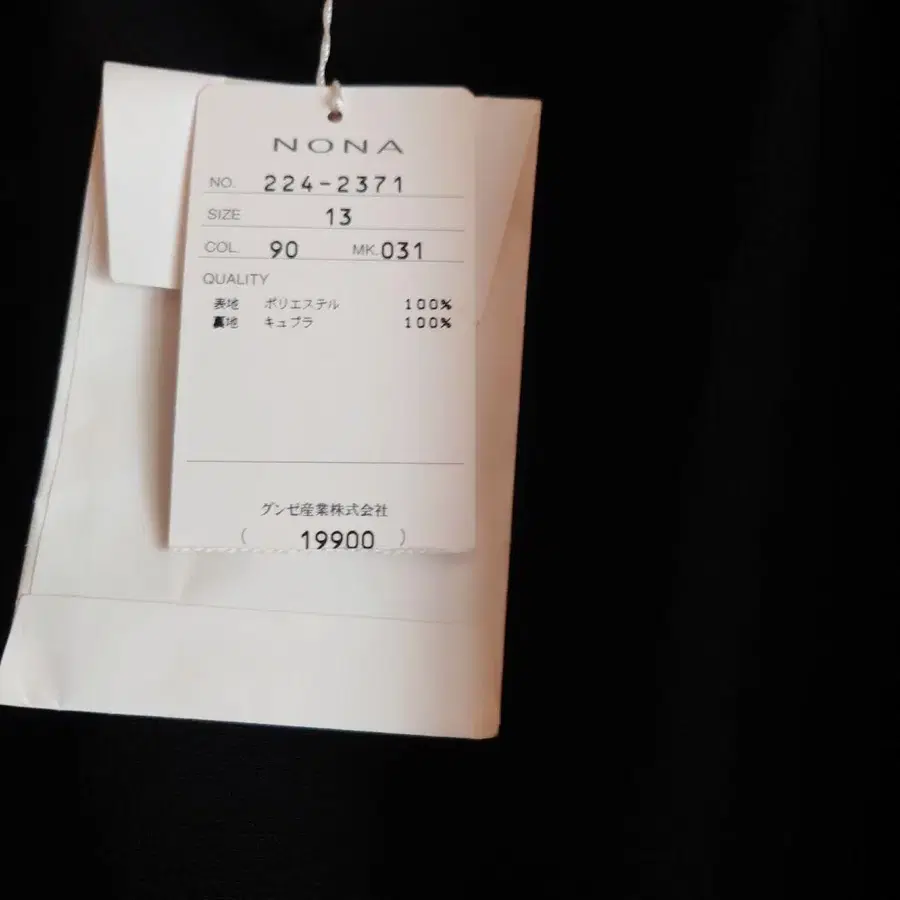 NONA
NO. 224-2371
SIZE 13
COL. 90 MK.031
QUALITY
表地 ポリエステル 100%
裏地 キュプラ 100%
グンゼ産業株式会社
( 19900 )